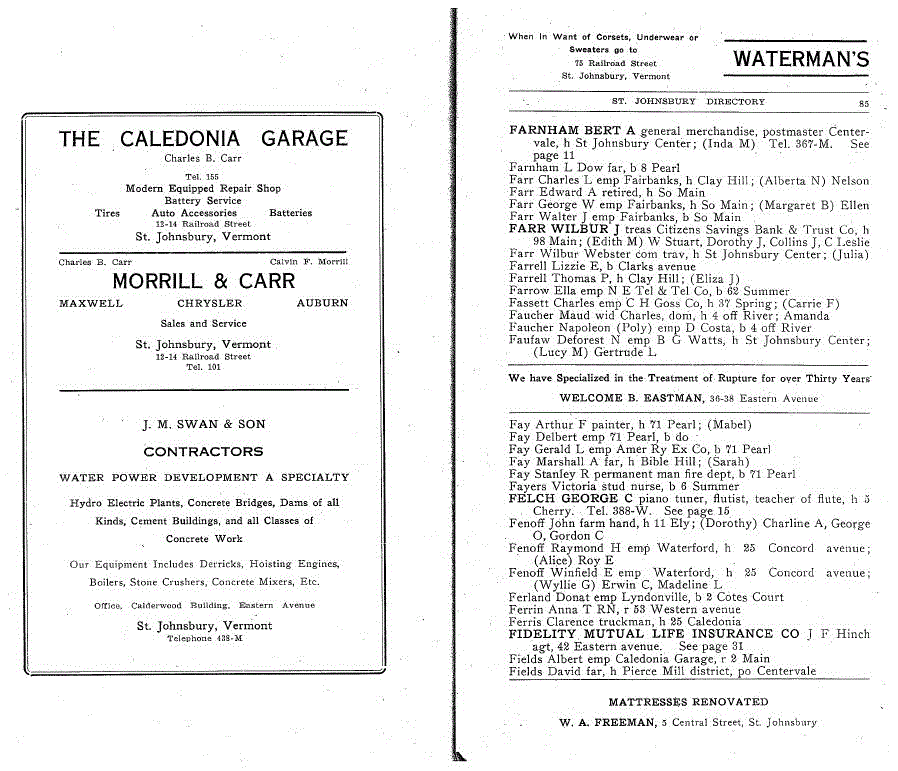 THE CALEDONIA GARAGE
Charles B. Carr
Tel. 155
Modern Equipped Repair Shop
Battery Service
Tires Auto Accessories Batteries
12-14 Railroad Street
St. Johnsbury, Vermont
Charles B. Carr Calvin F. Morrill
MORRILL & CARR
MAXWELL CHRYSLER AUBURN
Sales and Service
St. Johnsbury, Vermont
12-14 Railroad Street
Tel. 101
J. M. SWAN & SON
CONTRACTORS
WATER POWER DEVELOPMENT A SPECIALTY
Hydro Electric Plants, Concrete Bridges, Dams of all
Kinds, Cement Buildings, and all Classes of
Concrete Work
Our Equipment Includes Derricks, Hoisting Engines,
Boilers, Stone Crushers, Concrete Mixers, Etc.
Office, Calderwood Building, Eastern Avenue
St. Johnsbury, Vermont
Telephone 438-M
When in Want of Corsets, Underwear or
Sweaters go to
75 Railroad Street
St. Johnsbury, Vermont
WATERMAN'S
ST. JOHNSBURY DIRECTORY 85
FARNHAM BERT A general merchandise, postmaster Center-
vale, h St Johnsbury Center; (Inda M) Tel. 367-M. See
page 11
Farnham L Dow far, b 8 Pearl
Farr Charles L emp Fairbanks, h Clay Hill; (Alberta N) Nelson
Farr Edward A retired, h So Main
Farr George W emp Fairbanks, h So Main; (Margaret B) Ellen
Farr Walter J emp Fairbanks, b So Main
FARR WILBUR J treas Citizens Savings Bank & Trust Co, h
98 Main; (Edith M) W Stuart, Dorothy J, Collins J, C Leslie
Farr Wilbur Webster com trav, h St Johnsbury Center; (Julia)
Farrell Lizzie E, b Clarks avenue
Farrell Thomas P, h Clay Hill; (Eliza J)
Farrow Ella emp N E Tel & Tel Co, b 62 Summer
Fassett Charles emp C H Goss Co, h 37 Spring; (Carrie F)
Faucher Maud wid Charles, dom, h 4 off River; Amanda
Faucher Napoleon (Poly) emp D Costa, b 4 off River
Faufaw Deforest N emp B G Watts, h St Johnsbury Center;
(Lucy M) Gertrude L
We have Specialized in the Treatment of Rupture for over Thirty Years
WELCOME B. EASTMAN, 36-38 Eastern Avenue
Fay Arthur F painter, h 71 Pearl; (Mabel)
Fay Delbert emp 71 Pearl, b do
Fay Gerald L emp Amer Ry Ex Co, b 71 Pearl
Fay Marshall A far, h Bible Hill; (Sarah)
Fay Stanley R permanent man fire dept, b 71 Pearl
Fayers Victoria stud nurse, b 6 Summer
FELCH GEORGE C piano tuner, flutist, teacher of flute, h 5
Cherry. Tel. 388-W. See page 15
Fenoff John farm hand, h 11 Ely; (Dorothy) Charline A, George
O, Gordon C
Fenoff Raymond H emp Waterford, h 25 Concord avenue;
(Alice) Roy E
Fenoff Winfield E emp Waterford, h 25 Concord avenue;
(Wyllie G) Erwin C, Madeline L
Ferland Donat emp Lyndonville, b 2 Cotes Court
Ferrin Anna T RN, r 53 Western avenue
Ferris Clarence truckman, h 25 Caledonia
FIDELITY MUTUAL LIFE INSURANCE CO J F Hinch
agt, 42 Eastern avenue. See page 31
Fields Albert emp Caledonia Garage, r 2 Main
Fields David far, h Pierce Mill district, po Centervale
MATTRESSES RENOVATED
W. A. FREEMAN, 5 Central Street, St. Johnsbury